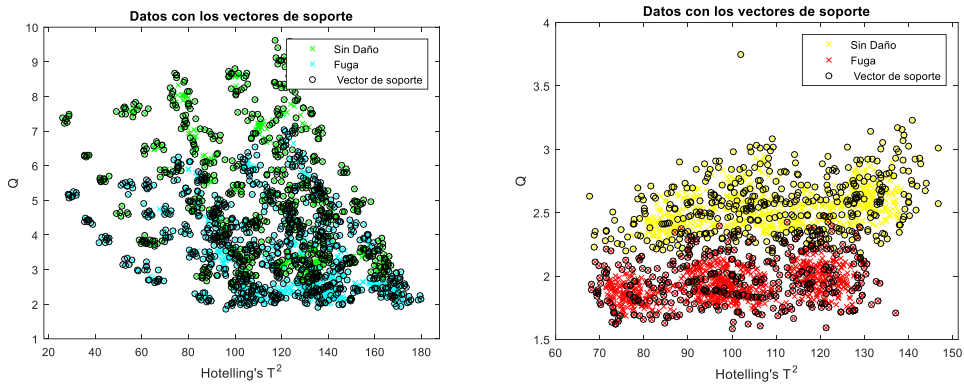 Datos con los vectores de soporte
10
9
8
7
6
5
4
3
2
1
Q
20 40 60 80 100 120 140 160 180
Hotelling's T²
Sin Daño
Fuga
Vector de soporte
Datos con los vectores de soporte
4
3.5
3
2.5
2
1.5
Q
60 70 80 90 100 110 120 130 140 150
Hotelling's T²
Sin Daño
Fuga
Vector de soporte